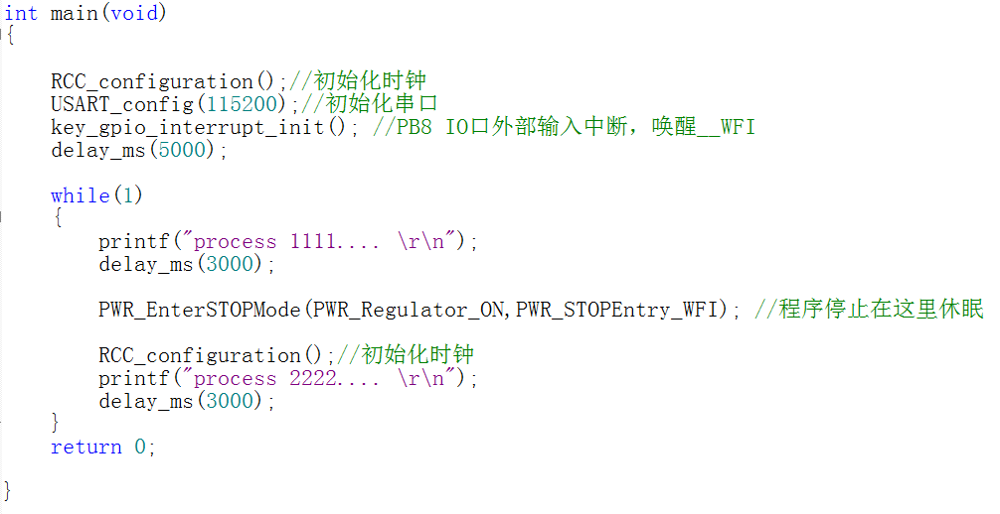 int main(void)
{
RCC_configuration();//初始化时钟
USART_config(115200);//初始化串口
key_gpio_interrupt_init(); //PB8 IO口外部输入中断，唤醒__WFI
delay_ms(5000);
while(1)
{
printf("process 1111.... \r\n");
delay_ms(3000);
PWR_EnterSTOPMode(PWR_Regulator_ON,PWR_STOPEntry_WFI); //程序停止在这里休眠
RCC_configuration();//初始化时钟
printf("process 2222.... \r\n");
delay_ms(3000);
}
return 0;
}